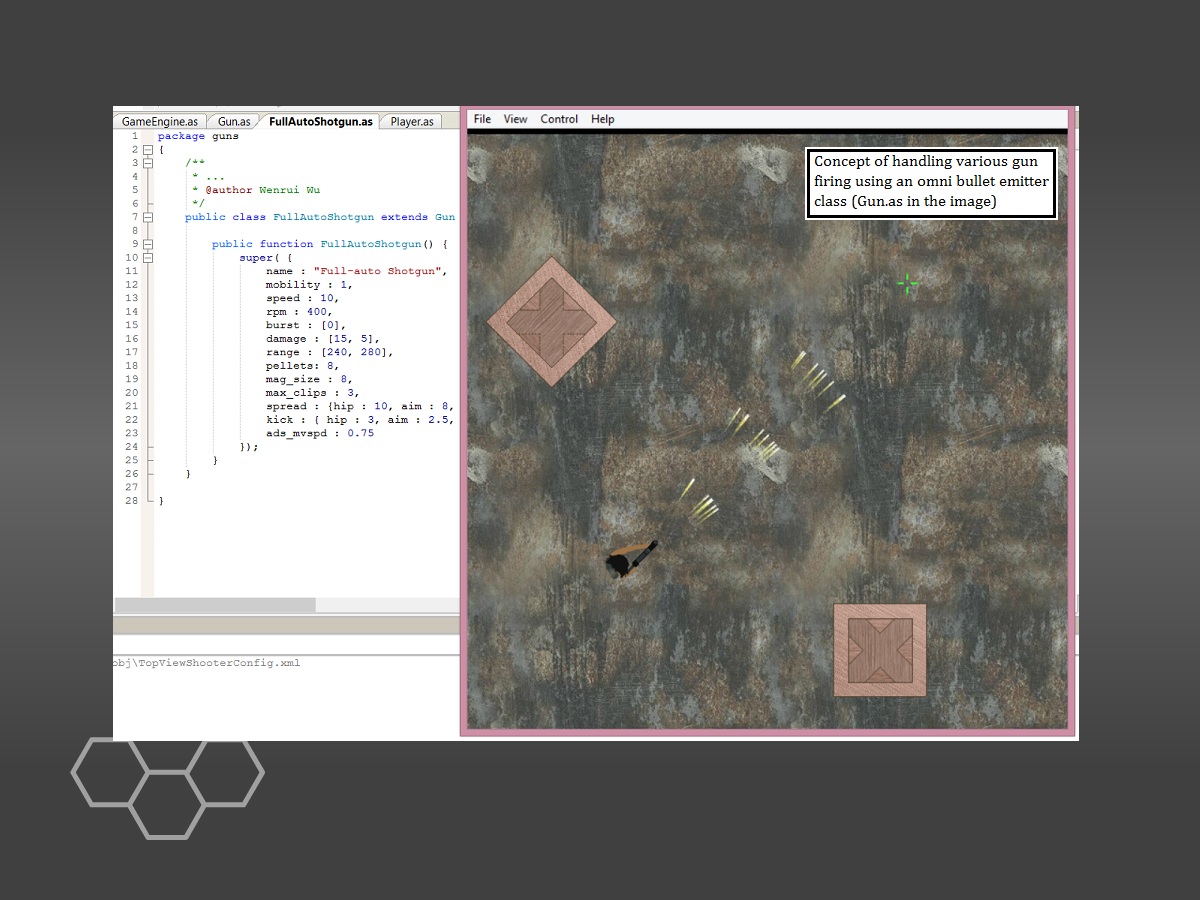 GameEngine.as Gun.as FullAutoShotgun.as Player.as
1 package guns
2 {
3 /**
4 * ...
5 * @author Wenrui Wu
6 */
7 public class FullAutoShotgun extends Gun
8
9 public function FullAutoShotgun() {
10 super( {
11 name : "Full-auto Shotgun",
12 mobility : 1,
13 speed : 10,
14 rpm : 400,
15 burst : [0],
16 damage : [15, 5],
17 range : [240, 280],
18 pellets: 8,
19 mag_size : 8,
20 max_clips : 3,
21 spread : {hip : 10, aim : 8,
22 kick : { hip : 3, aim : 2.5,
23 ads_mvspd : 0.75
24 });
25 }
26 }
27
28 }
obj\TopViewShooterConfig.xml
File View Control Help
Concept of handling various gun
firing using an omni bullet emitter
class (Gun.as in the image)